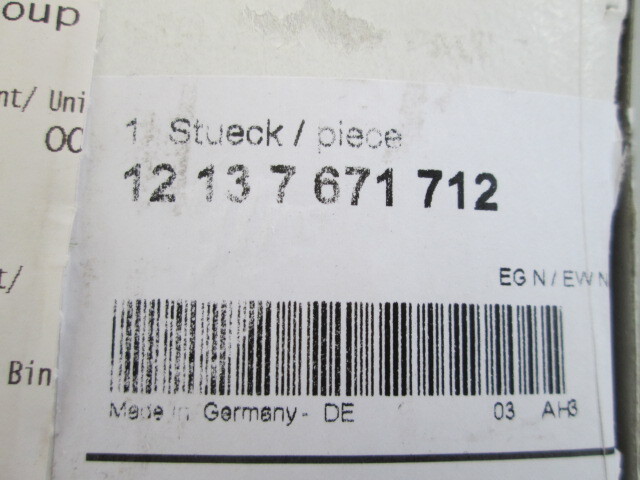 oup
nt/ Uni
OC
1 Stueck / piece
12 13 7 671 712
EG N / EW N
t/
Bin
Made in Germany - DE
03 AH3